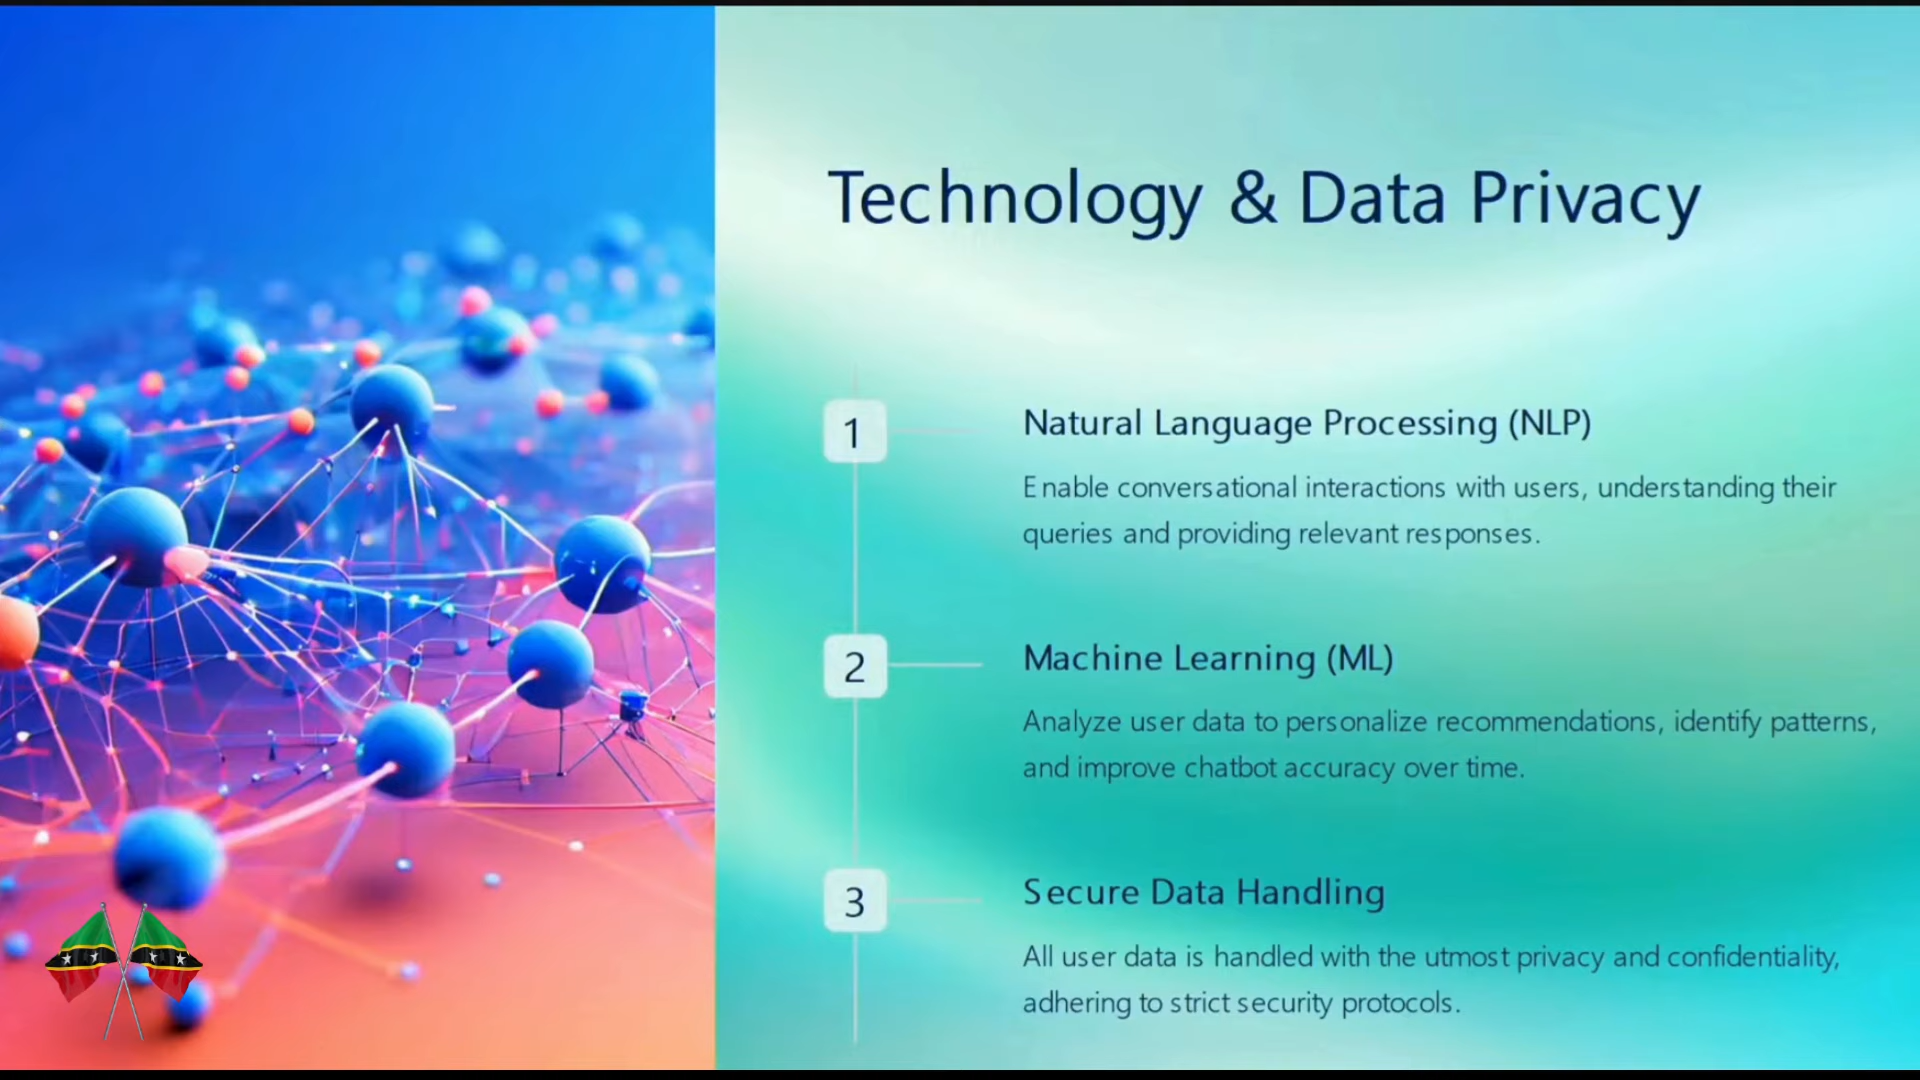 Technology & Data Privacy
1
Natural Language Processing (NLP)
Enable conversational interactions with users, understanding their
queries and providing relevant responses.
2
Machine Learning (ML)
Analyze user data to personalize recommendations, identify patterns,
and improve chatbot accuracy over time.
3
Secure Data Handling
All user data is handled with the utmost privacy and confidentiality,
adhering to strict security protocols.